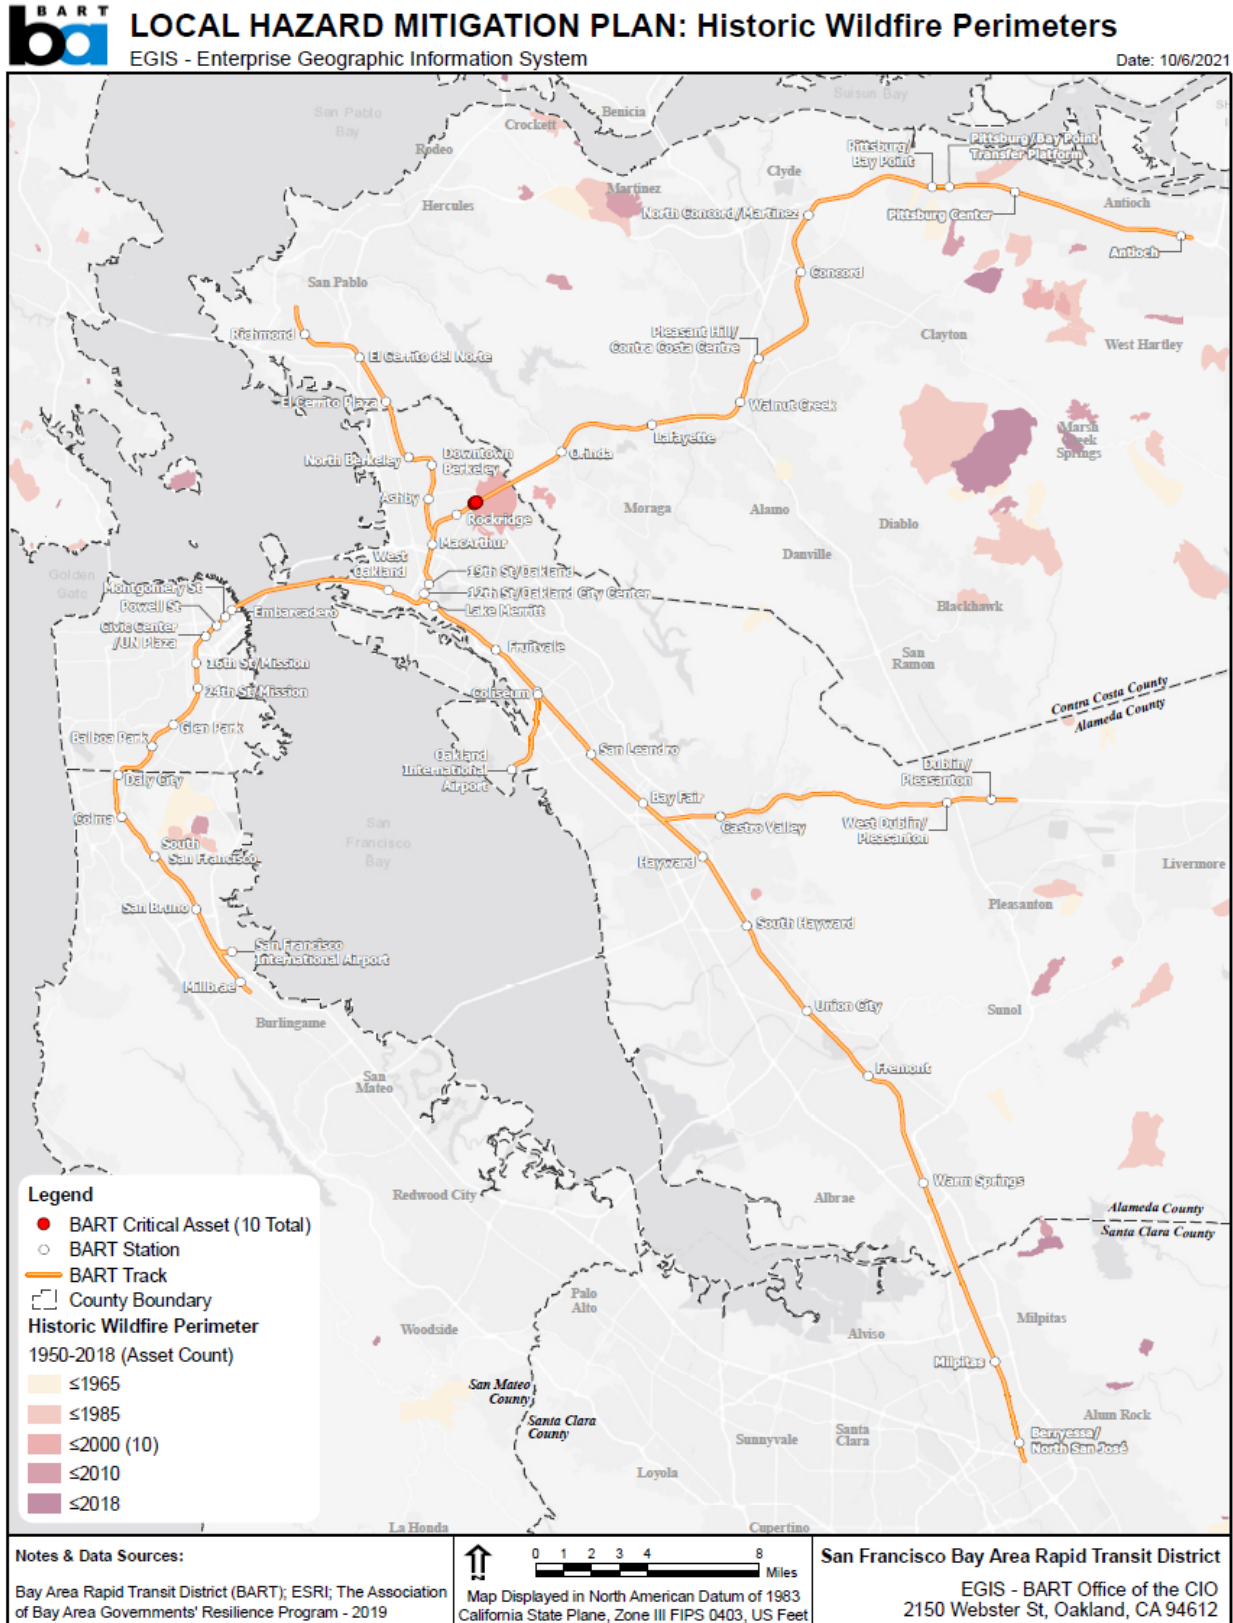 BART
ba
LOCAL HAZARD MITIGATION PLAN: Historic Wildfire Perimeters
EGIS - Enterprise Geographic Information System
Date: 10/6/2021
San Pablo
Bay
Suisun Bay
Benicia
Crockett
Rodeo
Hercules
Martinez
Clyde
Pittsburg/
Bay Point
Pittsburg/Bay Point
Transfer Platform
North Concord/Martinez
Pittsburg Center
Antioch
Antioch
San Pablo
Concord
Richmond
El Cerrito del Norte
Pleasant Hill/
Contra Costa Centre
Clayton
West Hartley
El Cerrito Plaza
Walnut Creek
Lafayette
Marsh
Creek
Springs
North Berkeley
Downtown
Berkeley
Orinda
Ashby
Rockridge
Moraga
Alamo
Diablo
MacArthur
Danville
West
Oakland
19th St/Oakland
12th St/Oakland City Center
Lake Merritt
Golden
Gate
Montgomery St
Powell St
Embarcadero
Civic Center
/UN Plaza
Blackhawk
Fruitvale
San
Ramon
16th St/Mission
24th St/Mission
Coliseum
Contra Costa County
Alameda County
Glen Park
Balboa Park
Oakland
International
Airport
San Leandro
Daly City
Dublin/
Pleasanton
Bay Fair
Colma
Castro Valley
West Dublin/
Pleasanton
San
Francisco
Bay
South
San Francisco
Hayward
Livermore
San Bruno
South Hayward
Pleasanton
San Francisco
International Airport
Millbrae
Union City
Sunol
Burlingame
San
Mateo
Fremont
Redwood City
Albrae
Warm Springs
Alameda County
Santa Clara County
Palo
Alto
Woodside
Alviso
Milpitas
Milpitas
San Mateo
County
Santa Clara
County
Alum Rock
Sunnyvale
Santa
Clara
Berryessa/
North San José
Loyola
La Honda
Cupertino
Legend
BART Critical Asset (10 Total)
BART Station
BART Track
County Boundary
Historic Wildfire Perimeter
1950-2018 (Asset Count)
≤1965
≤1985
≤2000 (10)
≤2010
≤2018
Notes & Data Sources:
Bay Area Rapid Transit District (BART); ESRI; The Association
of Bay Area Governments' Resilience Program - 2019
0 1 2 3 4 8
Miles
Map Displayed in North American Datum of 1983
California State Plane, Zone III FIPS 0403, US Feet
San Francisco Bay Area Rapid Transit District
EGIS - BART Office of the CIO
2150 Webster St, Oakland, CA 94612